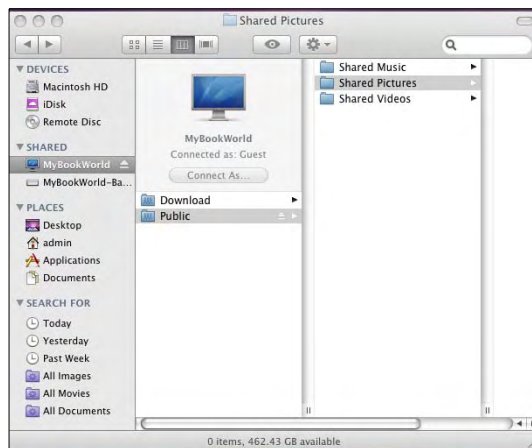 Shared Pictures
DEVICES
Macintosh HD
iDisk
Remote Disc
SHARED
MyBookWorld
MyBookWorld-Ba...
PLACES
Desktop
admin
Applications
Documents
SEARCH FOR
Today
Yesterday
Past Week
All Images
All Movies
All Documents
MyBookWorld
Connected as: Guest
Connect As...
Download
Public
Shared Music
Shared Pictures
Shared Videos
0 items, 462.43 GB available